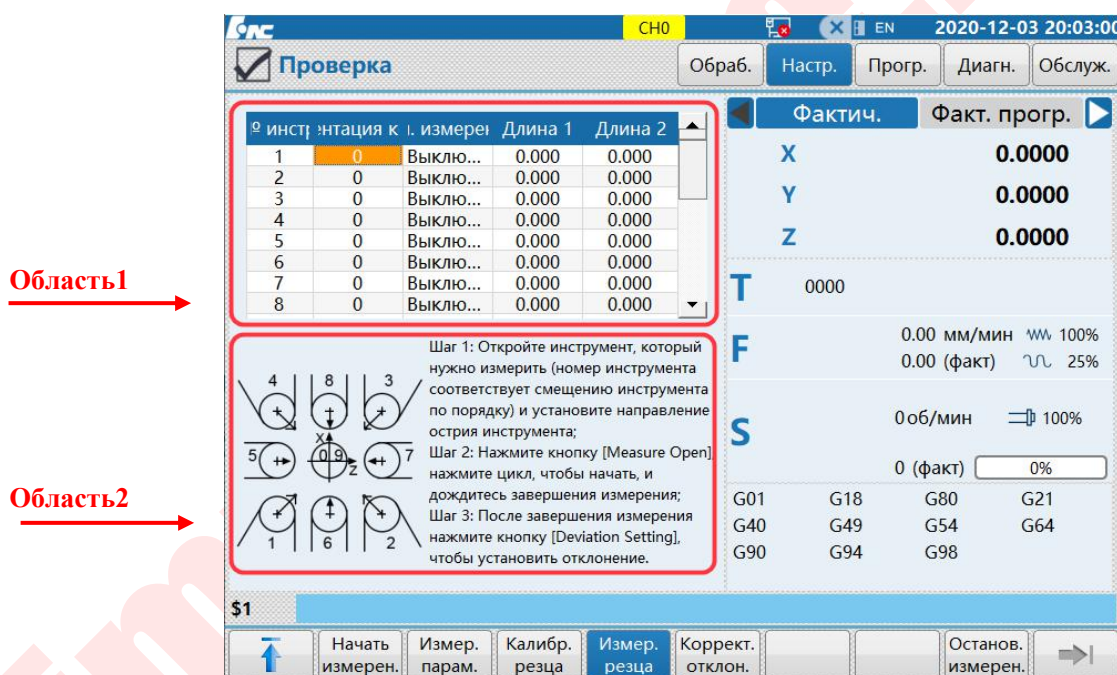 CH0 EN 2020-12-03 20:03:00
Проверка
Обраб. Настр. Прогр. Диагн. Обслуж.
º инстр ентация к ı. измерен Длина 1 Длина 2
1 0 Выклю... 0.000 0.000
2 0 Выклю... 0.000 0.000
3 0 Выклю... 0.000 0.000
4 0 Выклю... 0.000 0.000
5 0 Выклю... 0.000 0.000
6 0 Выклю... 0.000 0.000
7 0 Выклю... 0.000 0.000
8 0 Выклю... 0.000 0.000
Область1
Фактич. Факт. прогр.
X 0.0000
Y 0.0000
Z 0.0000
T 0000
F 0.00 мм/мин 100%
0.00 (факт) 25%
S 0 об/мин 100%
0 (факт) 0%
G01 G18 G80 G21
G40 G49 G54 G64
G90 G94 G98
Область2
4 8 3
5 X 0 9 Z 7
1 6 2
Шаг 1: Откройте инструмент, который
нужно измерить (номер инструмента
соответствует смещению инструмента
по порядку) и установите направление
острия инструмента;
Шаг 2: Нажмите кнопку [Measure Open]
нажмите цикл, чтобы начать, и
дождитесь завершения измерения;
Шаг 3: После завершения измерения
нажмите кнопку [Deviation Setting],
чтобы установить отклонение.
$1
Начать
измерен.
Измер.
парам.
Калибр.
резца
Измер.
резца
Коррект.
отклон.
Останов.
измерен.